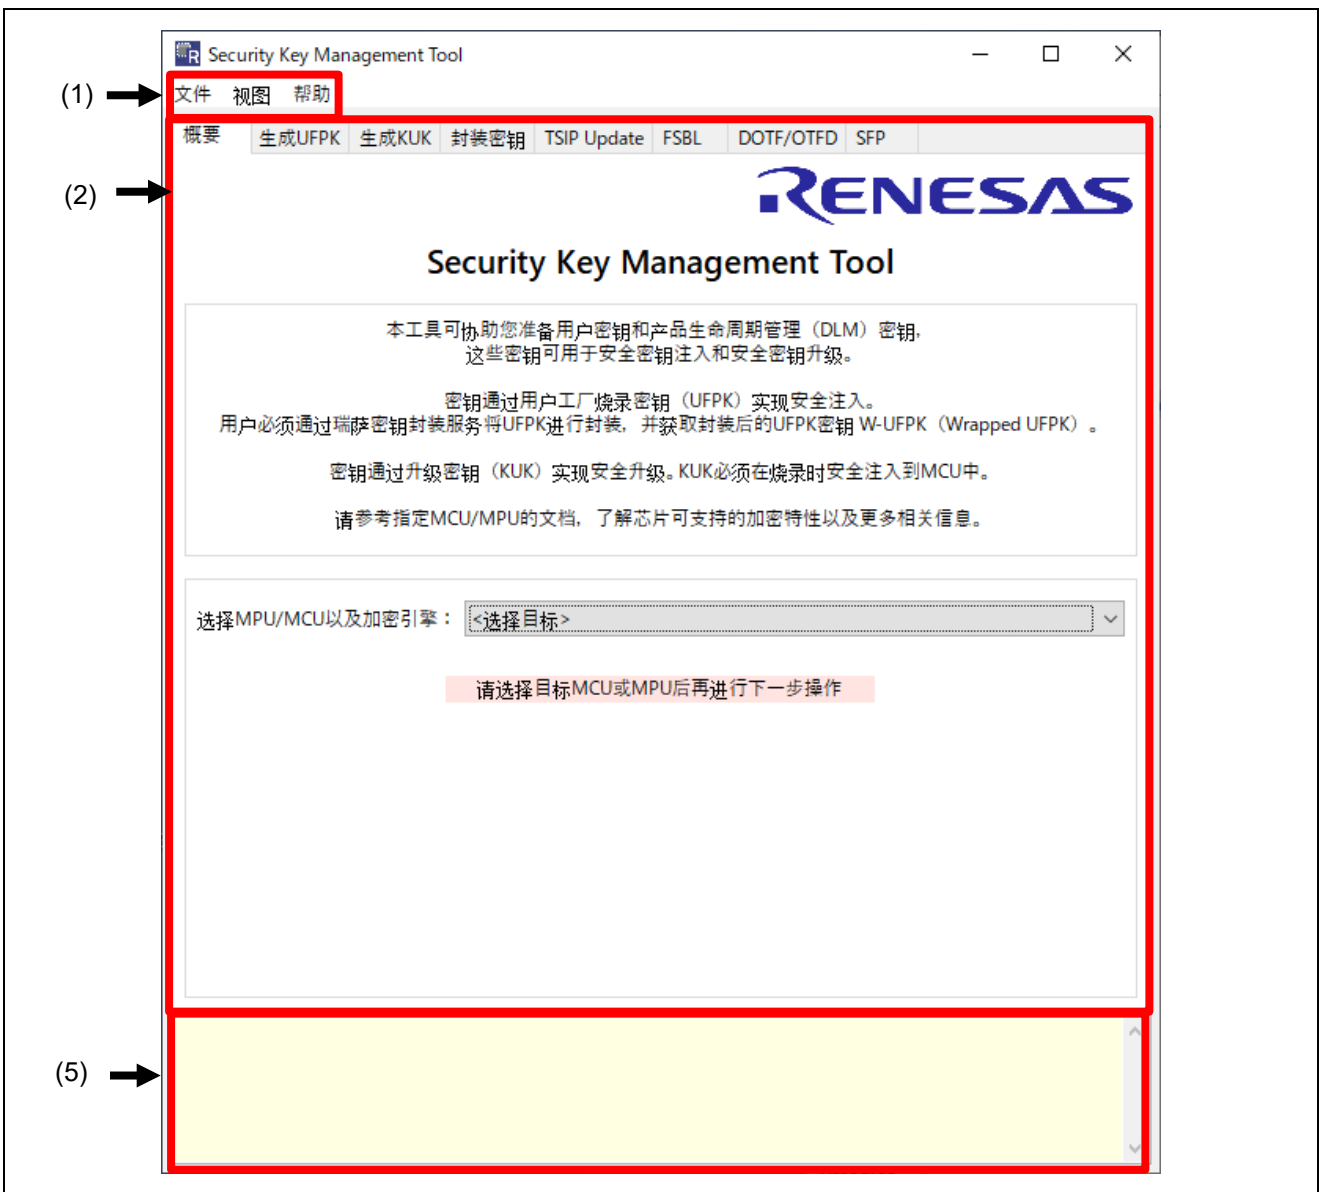 Security Key Management Tool
(1)
文件 视图 帮助
概要 生成UFPK 生成KUK 封装密钥 TSIP Update FSBL DOTF/OTFD SFP
(2)
RENESAS
Security Key Management Tool
本工具可协助您准备用户密钥和产品生命周期管理（DLM）密钥，
这些密钥可用于安全密钥注入和安全密钥升级。
密钥通过用户工厂烧录密钥（UFPK）实现安全注入。
用户必须通过瑞萨密钥封装服务将UFPK进行封装，并获取封装后的UFPK密钥 W-UFPK（Wrapped UFPK）。
密钥通过升级密钥（KUK）实现安全升级。KUK必须在烧录时安全注入到MCU中。
请参考指定MCU/MPU的文档，了解芯片可支持的加密特性以及更多相关信息。
选择MPU/MCU以及加密引擎： <选择目标>
请选择目标MCU或MPU后再进行下一步操作
(5)